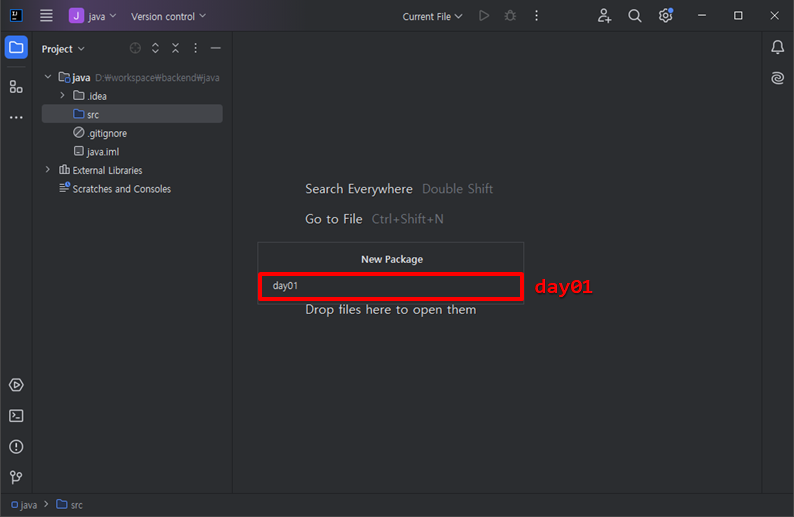 J java Version control Current File
Project
java D:₩workspace₩backend₩java
.idea
src
.gitignore
java.iml
External Libraries
Scratches and Consoles
Search Everywhere Double Shift
Go to File Ctrl+Shift+N
New Package
day01 day01
Drop files here to open them
java > src